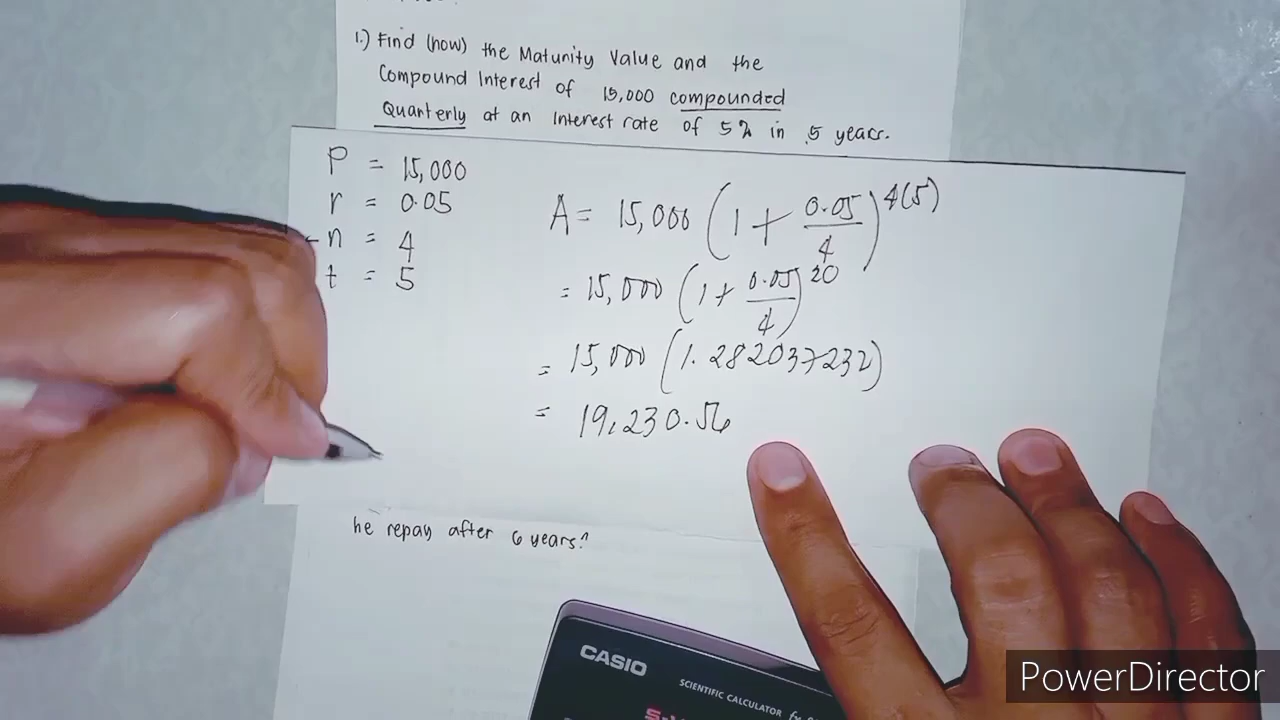 1.) Find (how) the Maturity Value and the
Compound Interest of 15,000 compounded
Quarterly at an interest rate of 5% in 5 years.
P = 15,000
r = 0.05
n = 4
t = 5
A = 15,000 (1 + 0.05/4)^4(5)
= 15,000 (1 + 0.05/4)^20
= 15,000 (1.282037232)
= 19,230.56
he repay after 6 years?
CASIO
SCIENTIFIC CALCULATOR
PowerDirector